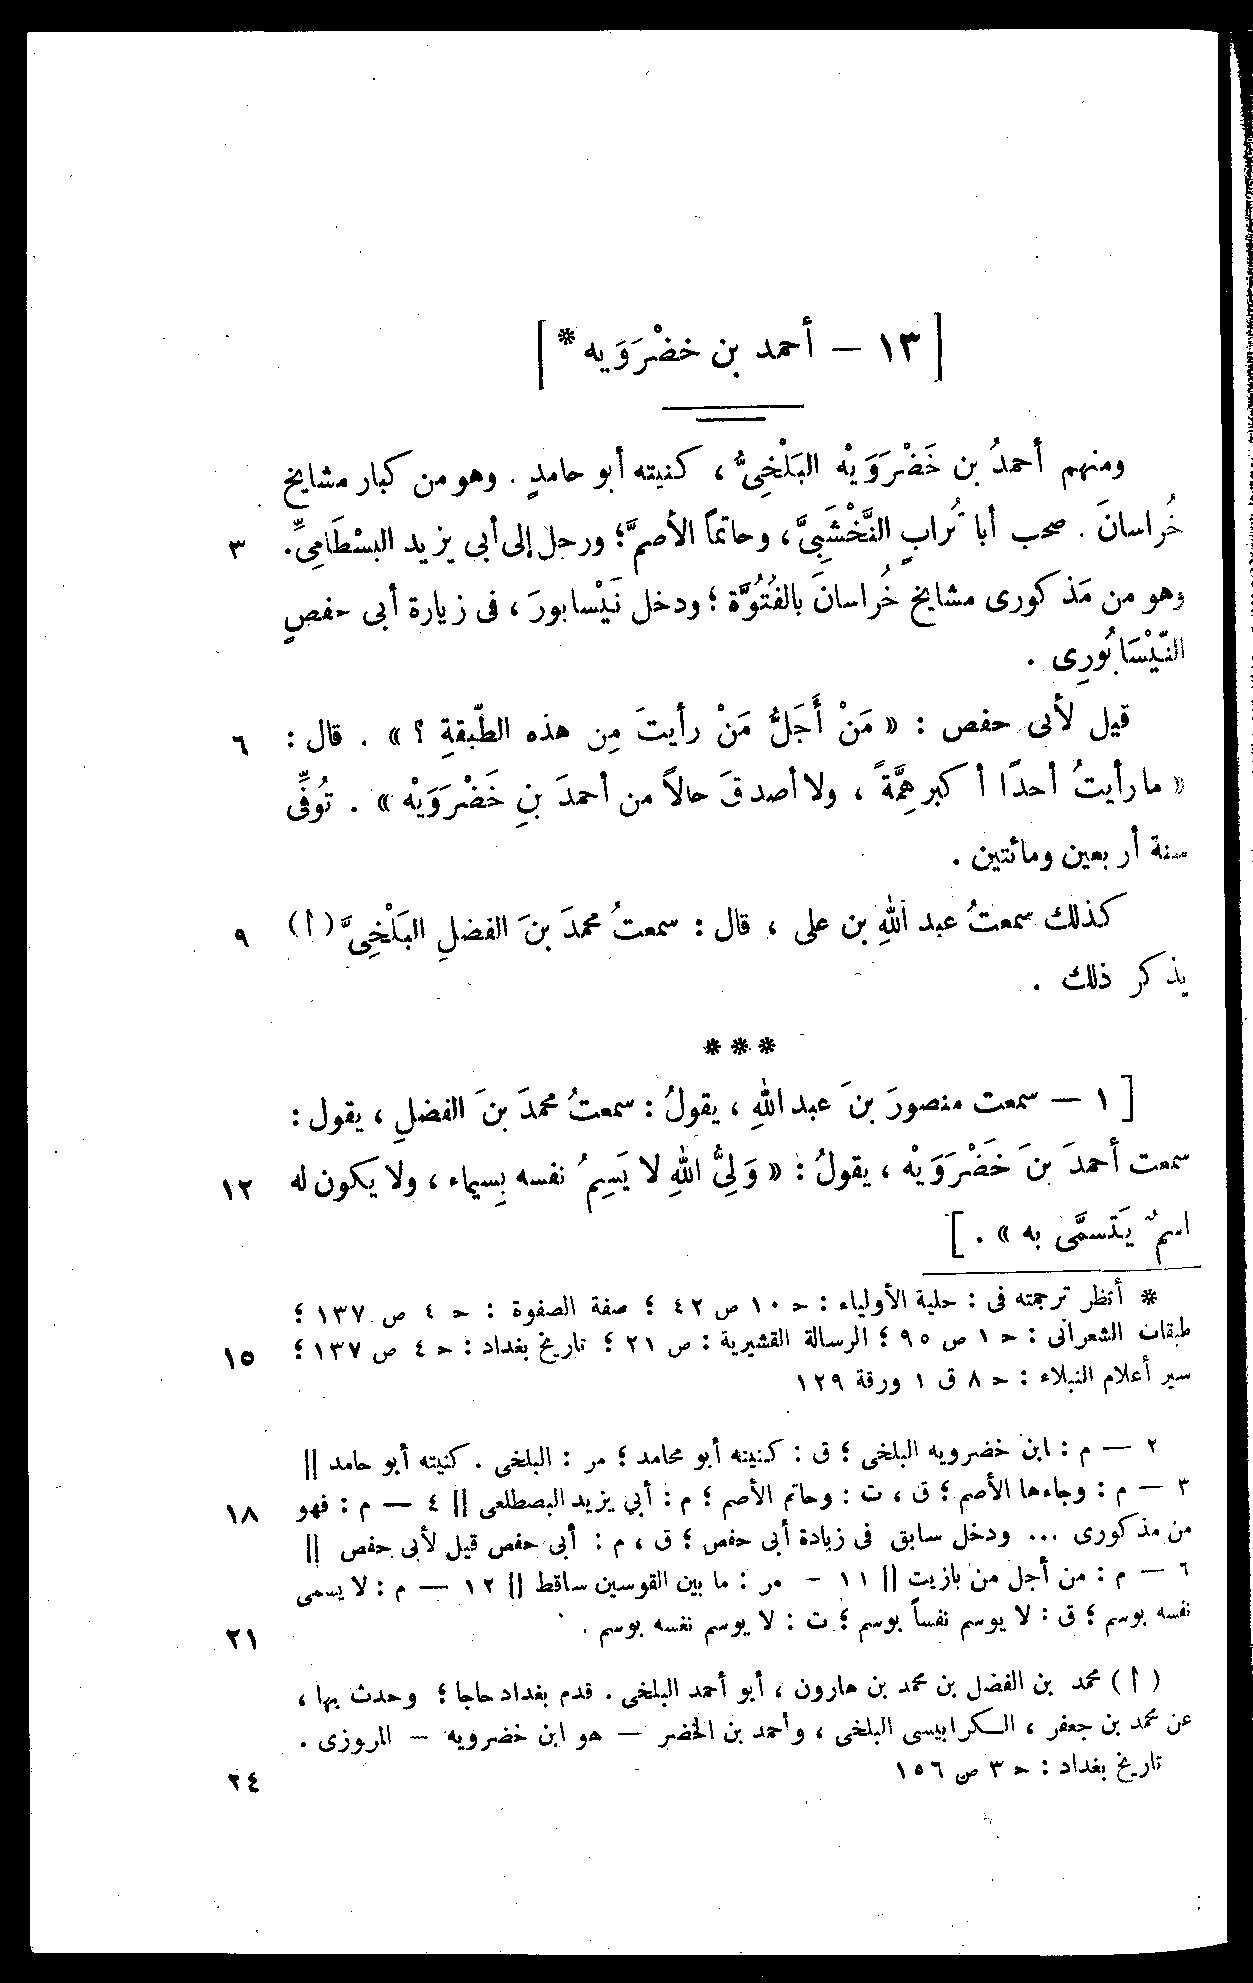 [ ١٣ – أحمد بن خضْرَوَيه * ]
ومنهم أحمدُ بن خَضْرَوَيْه البَلْخِىُّ ، كنيته أبو حامدٍ . وهو من كبار مشايخ
خُراسانَ . صحب أبا تُرابٍ النَّخْشَبِىَّ ، وحاتماً الأصمَّ ؛ ورحل إلى أبى يزيد البسْطَامِىِّ . ٣
وهو من مَذكورى مشايخ خُراسانَ بالفُتُوَّة ؛ ودخل نَيْسابورَ ، فى زيارة أبى حفصٍ
النَّيْسَابُورِى .
قيل لأبى حفص : « مَنْ أَجَلُّ مَنْ رأيتَ مِن هذه الطّبقةِ ؟ » . قال : ٦
« ما رأيتُ أحدًا أكبر هِمَّةً ، ولا أصدقَ حالاً من أحمدَ بنِ خَضْرَوَيْه » . تُوُفِّى
سنة أربعين ومائتين .
كذلك سمعتُ عبد اللهِ بن على ، قال : سمعتُ محمدَ بنَ الفضلِ البَلْخِىَّ ( أ ) ٩
يذكر ذلك .
***
[ ١ – سمعت منصورَ بنَ عبد اللهِ ، يقولُ : سمعتُ محمدَ بنَ الفضلِ ، يقول :
سمعت أحمدَ بنَ خَضْرَوَيْه ، يقولُ : « وَلِىُّ اللهِ لا يَسِمُ نفسه بِسيماء ، ولا يكون له ١٢
اسمٌ يَتسمَّى به » . ]
* أنظر ترجمته فى : حلية الأولياء : حـ ١٠ ص ٤٢ ؛ صفة الصفوة : حـ ٤ ص ١٣٧ ؛
طبقات الشعرانى : حـ ١ ص ٩٥ ؛ الرسالة القشيرية : ص ٢١ ؛ تاريخ بغداد : حـ ٤ ص ١٣٧ ؛ ١٥
سير أعلام النبلاء : حـ ٨ ق ١ ورقة ١٢٩
٢ – م : ابن خضرويه البلخى ؛ ق : كنيته أبو محامد ؛ مر : البلخى . كنيته أبو حامد ||
٣ – م : وجاءها الأصم ؛ ق ، ت : وحاتم الأصم ؛ م : أبي يزيد البصطلعى || ٤ – م : فهو ١٨
من مذكورى ... ودخل سابق فى زيادة أبى حفص ؛ ق ، م : أبى حفص قيل لأبى حفص ||
٦ – م : من أجل من بازيت || ١١ – مر : ما بين القوسين ساقط || ١٢ – م : لا يسمى
نفسه بوسم ؛ ق : لا يوسم نفساً بوسم ؛ ت : لا يوسم نفسه بوسم . ٢١
( أ ) محمد بن الفضل بن محمد بن هارون ، أبو أحمد البلخى . قدم بغداد حاجا ؛ وحدث بها ،
عن محمد بن جعفر ، الكرابيسى البلخى ، وأحمد بن الخضر – هو ابن خضرويه – المروزى .
تاريخ بغداد : حـ ٣ ص ١٥٦ ٢٤